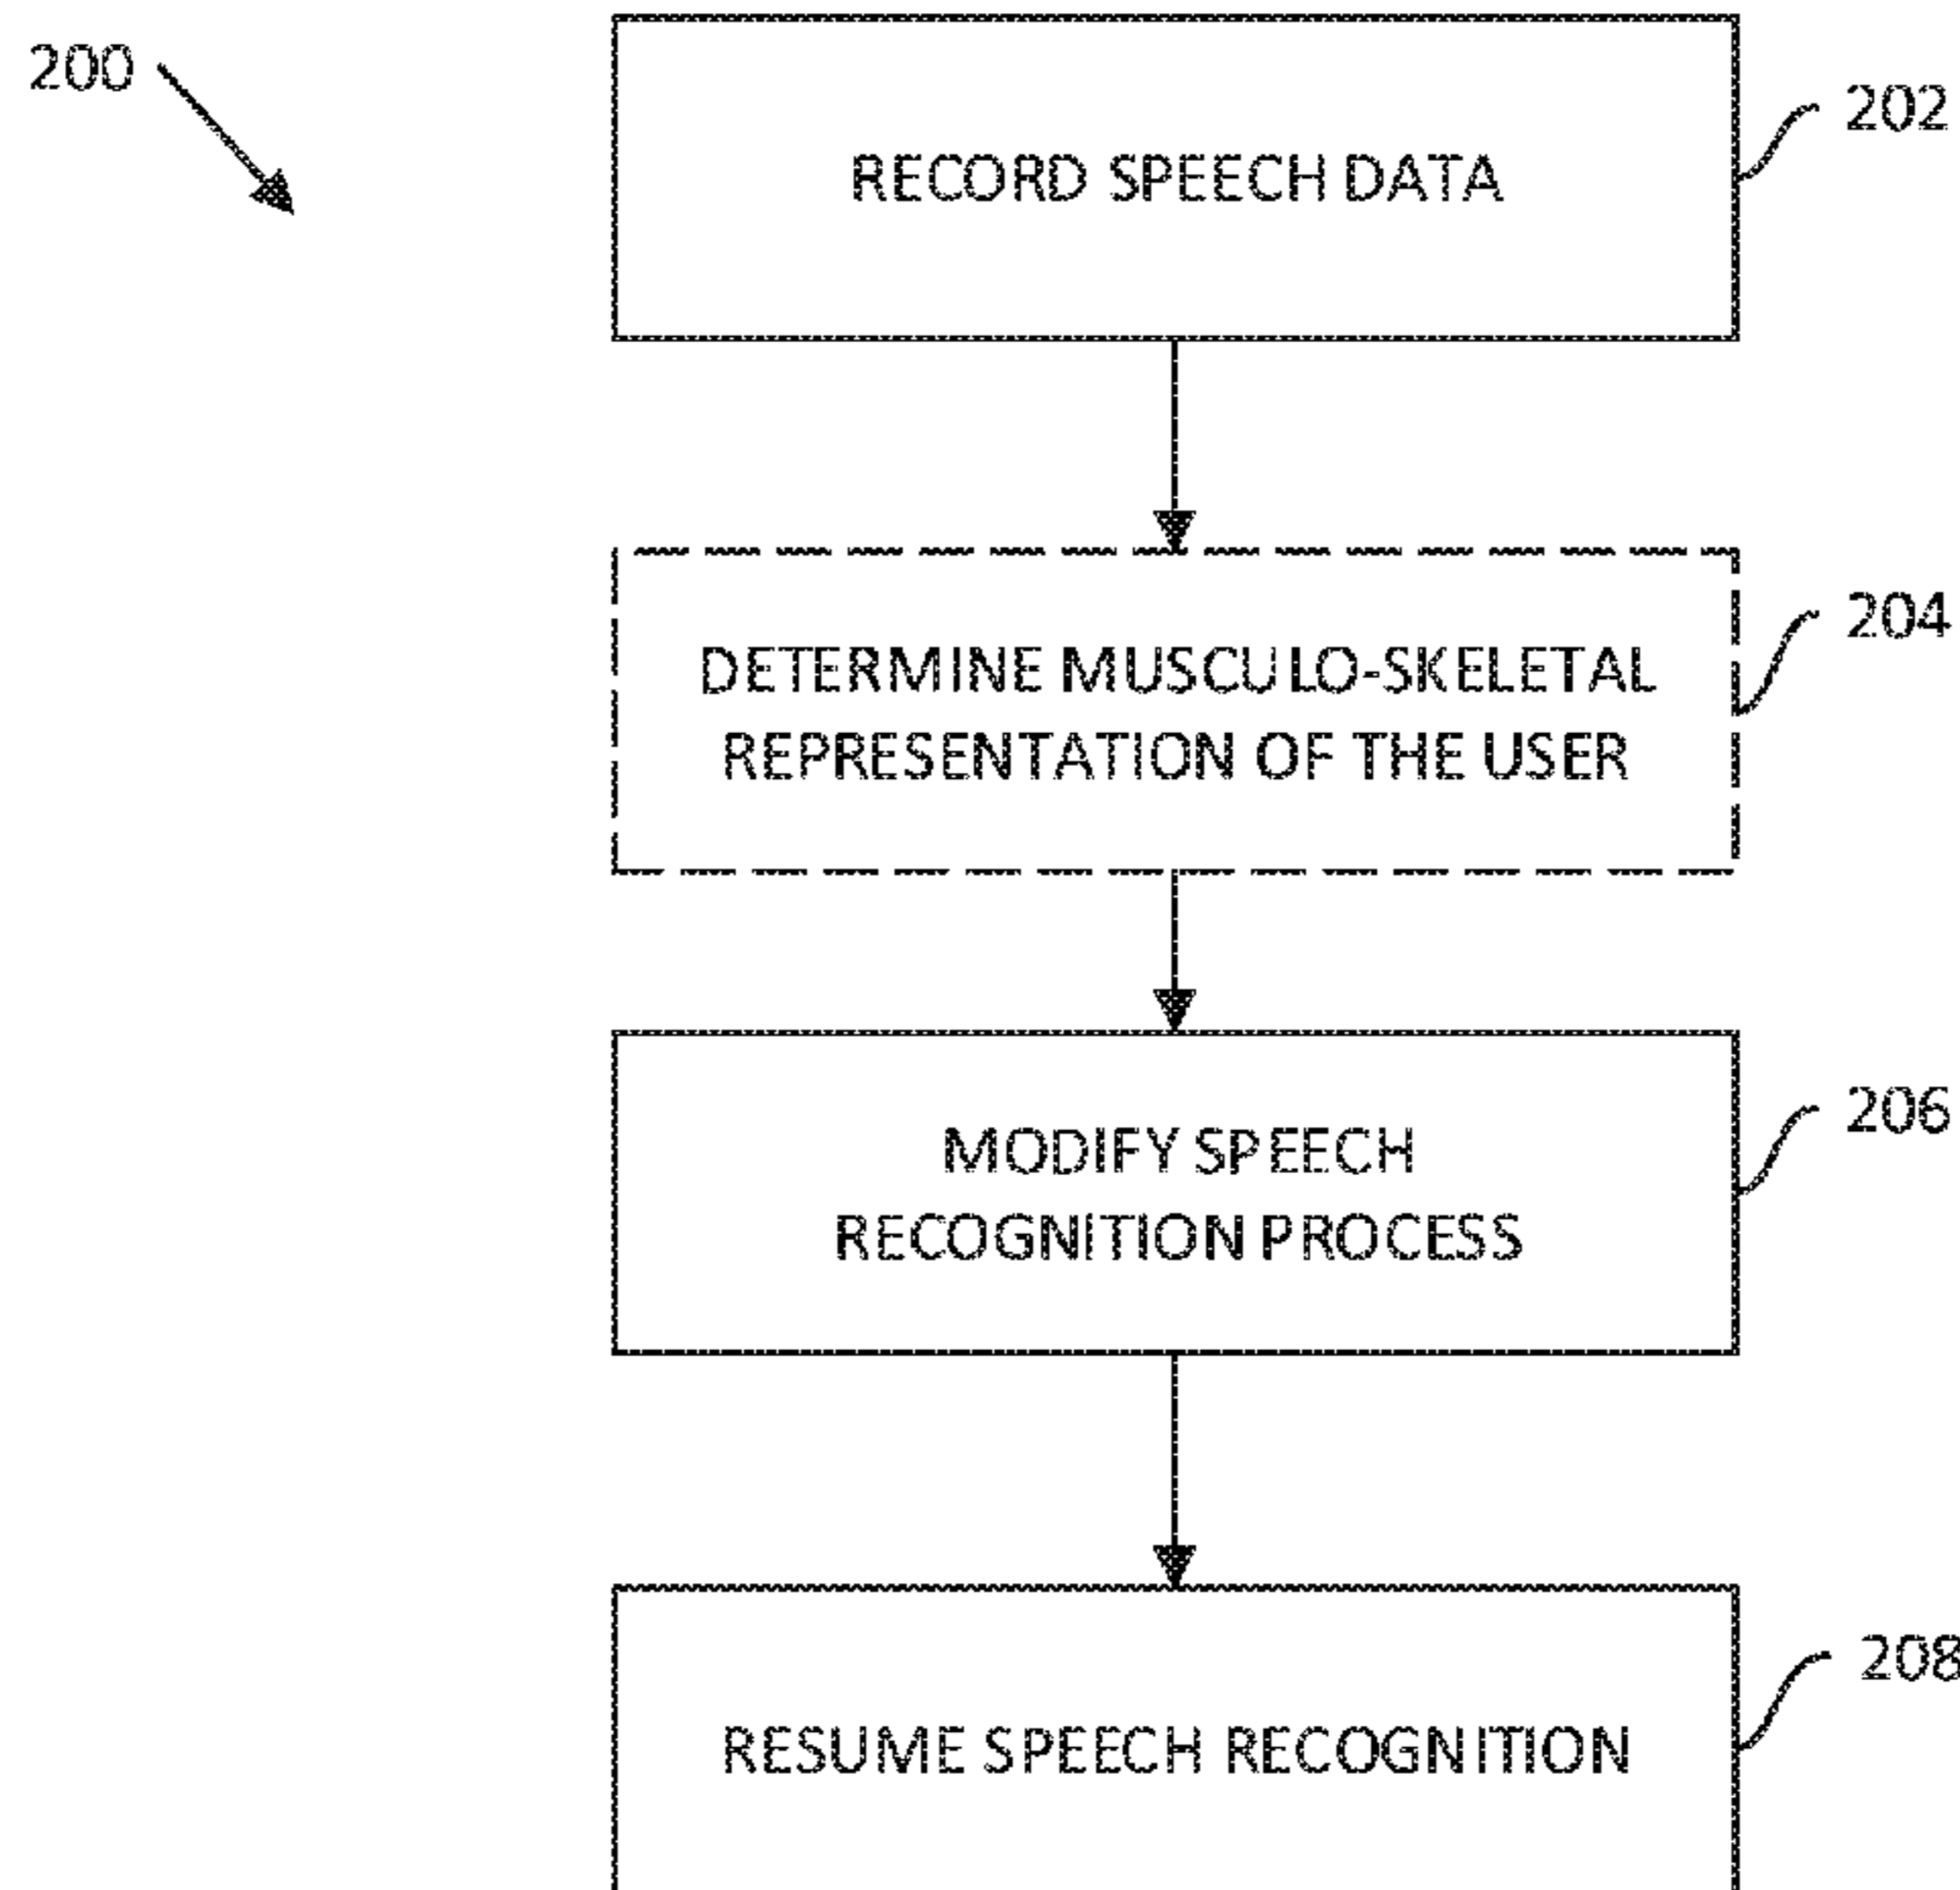 200
202
RECORD SPEECH DATA
204
DETERMINE MUSCULO-SKELETAL
REPRESENTATION OF THE USER
206
MODIFY SPEECH
RECOGNITION PROCESS
208
RESUME SPEECH RECOGNITION